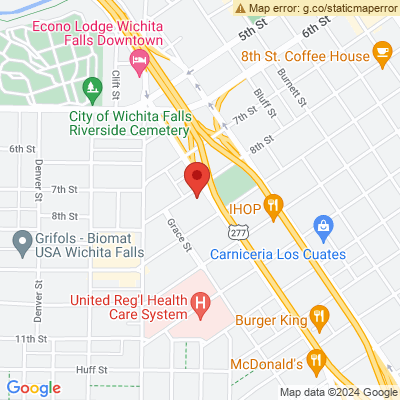 Map error: g.co/staticmaperror
Econo Lodge Wichita
Falls Downtown
5th St
6th St
8th St. Coffee House
Clift St
Burnett St
Bluff St
City of Wichita Falls
Riverside Cemetery
7th St
8th St
6th St
Denver St
7th St
8th St
IHOP
Grace St
277
Grifols - Biomat
USA Wichita Falls
Carniceria Los Cuates
Denver St
United Reg'l Health
Care System
H
Burger King
11th St
McDonald's
Huff St
Google
Map data ©2024 Google